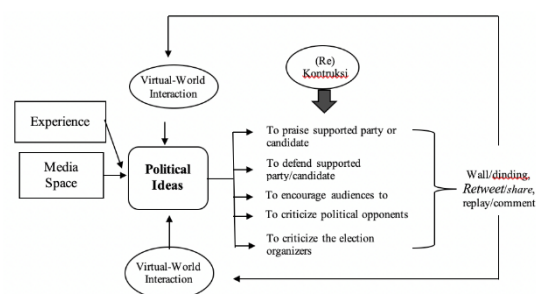 (Re)
Kontruksi
Virtual-World
Interaction
Experience
Media
Space
Political
Ideas
To praise supported party or
candidate
To defend supported
party/candidate
To encourage audiences to
To criticize political opponents
To criticize the election
organizers
Wall/dinding,
Retweet/share,
replay/comment
Virtual-World
Interaction